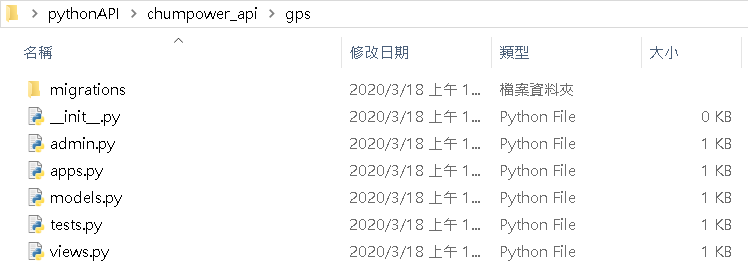 pythonAPI > chumpower_api > gps
名稱 修改日期 類型 大小
migrations 2020/3/18 上午 1... 檔案資料夾
__init__.py 2020/3/18 上午 1... Python File 0 KB
admin.py 2020/3/18 上午 1... Python File 1 KB
apps.py 2020/3/18 上午 1... Python File 1 KB
models.py 2020/3/18 上午 1... Python File 1 KB
tests.py 2020/3/18 上午 1... Python File 1 KB
views.py 2020/3/18 上午 1... Python File 1 KB